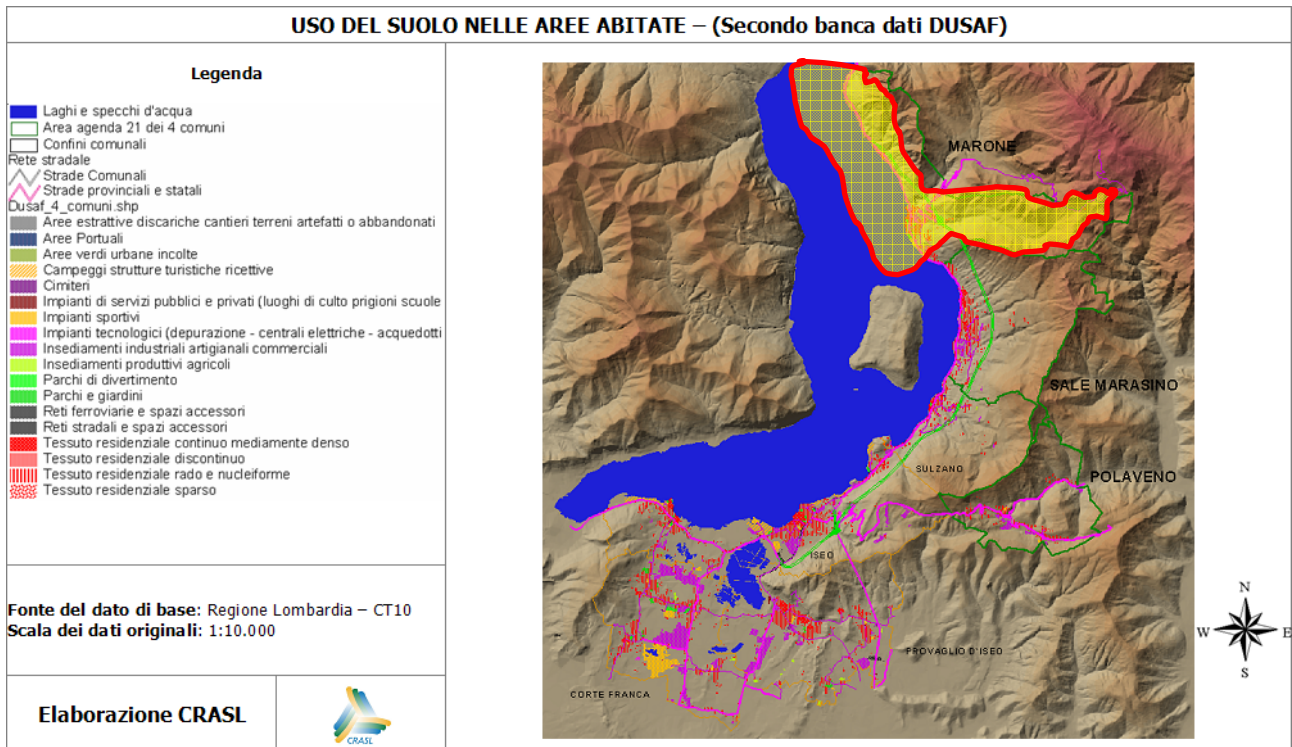 USO DEL SUOLO NELLE AREE ABITATE – (Secondo banca dati DUSAF)
Legenda
Laghi e specchi d'acqua
Area agenda 21 dei 4 comuni
Confini comunali
Rete stradale
Strade Comunali
Strade provinciali e statali
Dusaf_4_comuni.shp
Aree estrattive discariche cantieri terreni artefatti o abbandonati
Aree Portuali
Aree verdi urbane incolte
Campeggi strutture turistiche ricettive
Cimiteri
Impianti di servizi pubblici e privati (luoghi di culto prigioni scuole
Impianti sportivi
Impianti tecnologici (depurazione - centrali elettriche - acquedotti
Insediamenti industriali artigianali commerciali
Insediamenti produttivi agricoli
Parchi di divertimento
Parchi e giardini
Reti ferroviarie e spazi accessori
Reti stradali e spazi accessori
Tessuto residenziale continuo mediamente denso
Tessuto residenziale discontinuo
Tessuto residenziale rado e nucleiforme
Tessuto residenziale sparso
Fonte del dato di base: Regione Lombardia – CT10
Scala dei dati originali: 1:10.000
Elaborazione CRASL
CRASL
MARONE
SALE MARASINO
SULZANO
POLAVENO
ISEO
PROVAGLIO D'ISEO
CORTE FRANCA
N
W
E
S